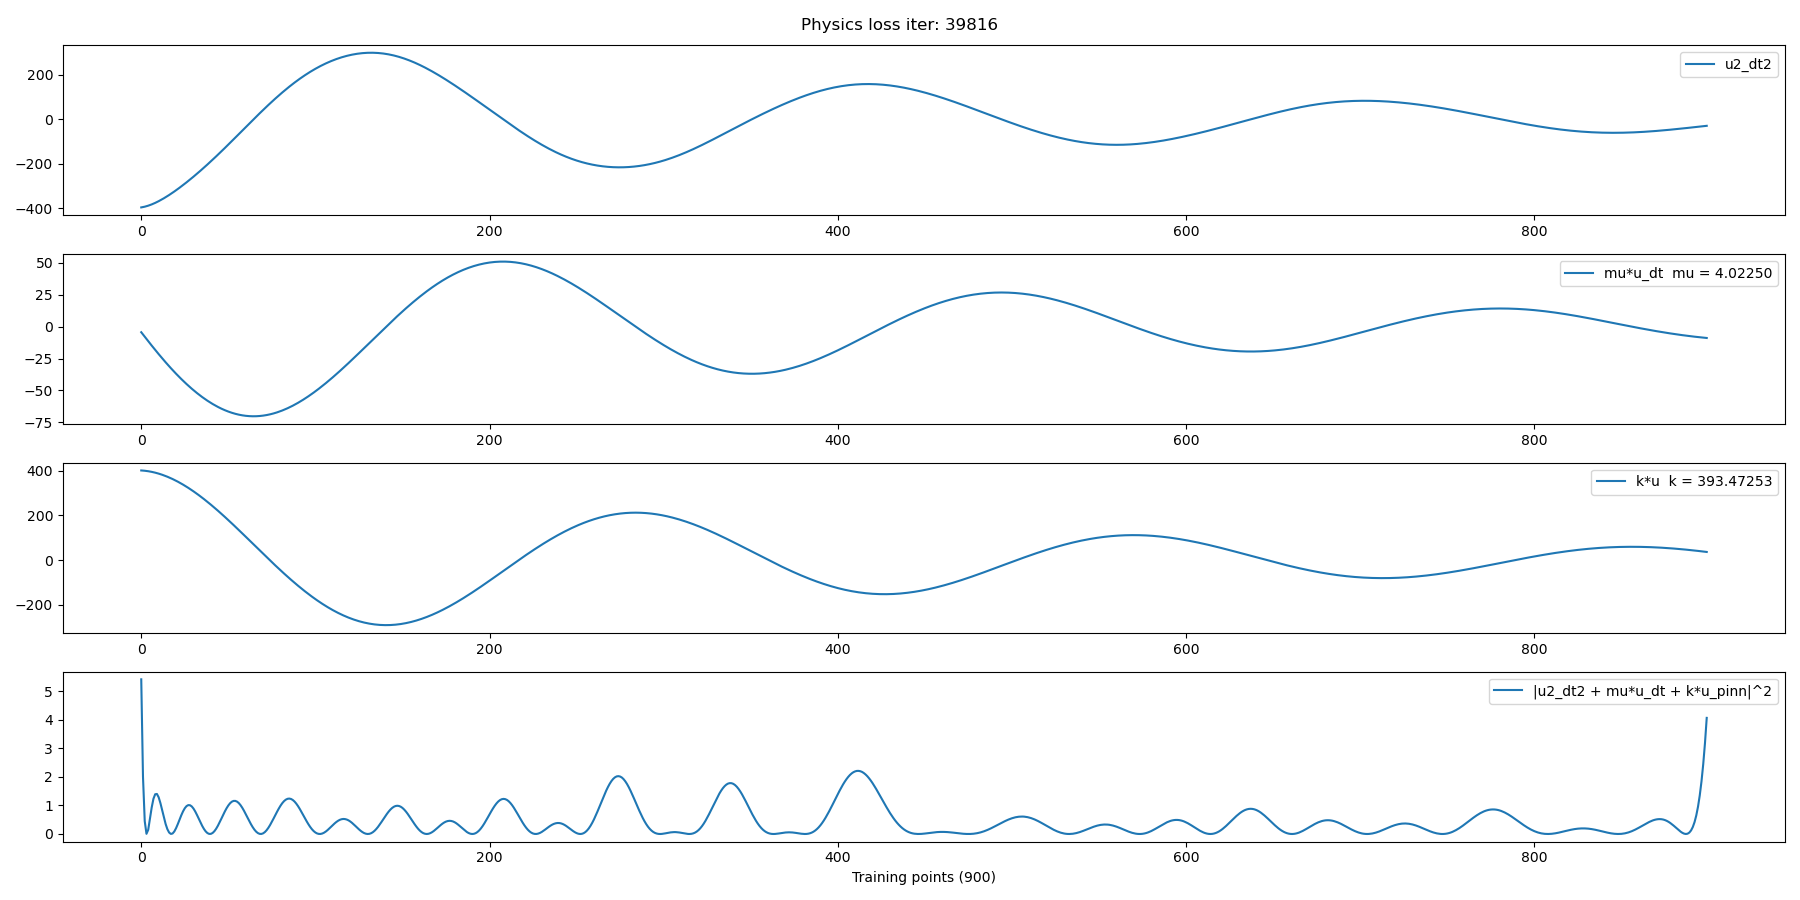 Physics loss iter: 39816
u2_dt2
200
0
−200
−400
0 200 400 600 800
mu*u_dt mu = 4.02250
50
25
0
−25
−50
−75
0 200 400 600 800
k*u k = 393.47253
400
200
0
−200
0 200 400 600 800
|u2_dt2 + mu*u_dt + k*u_pinn|^2
5
4
3
2
1
0
0 200 400 600 800
Training points (900)